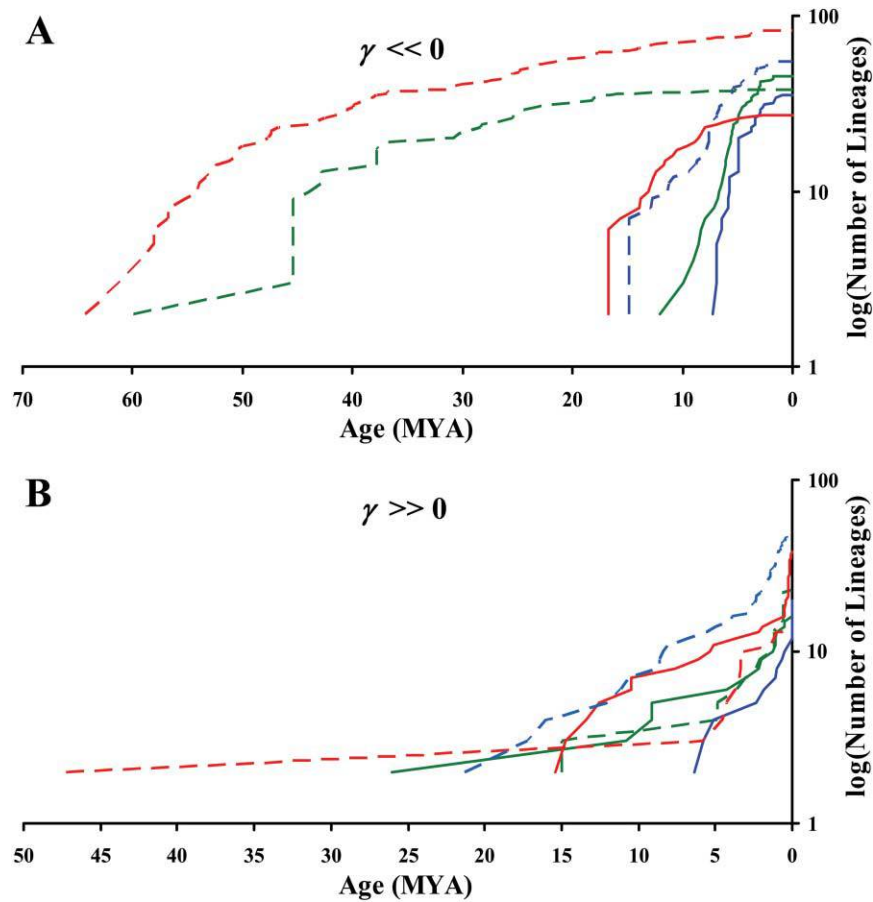 A
γ << 0
100
10
1
log(Number of Lineages)
70 60 50 40 30 20 10 0
Age (MYA)
B
γ >> 0
100
10
1
log(Number of Lineages)
50 45 40 35 30 25 20 15 10 5 0
Age (MYA)